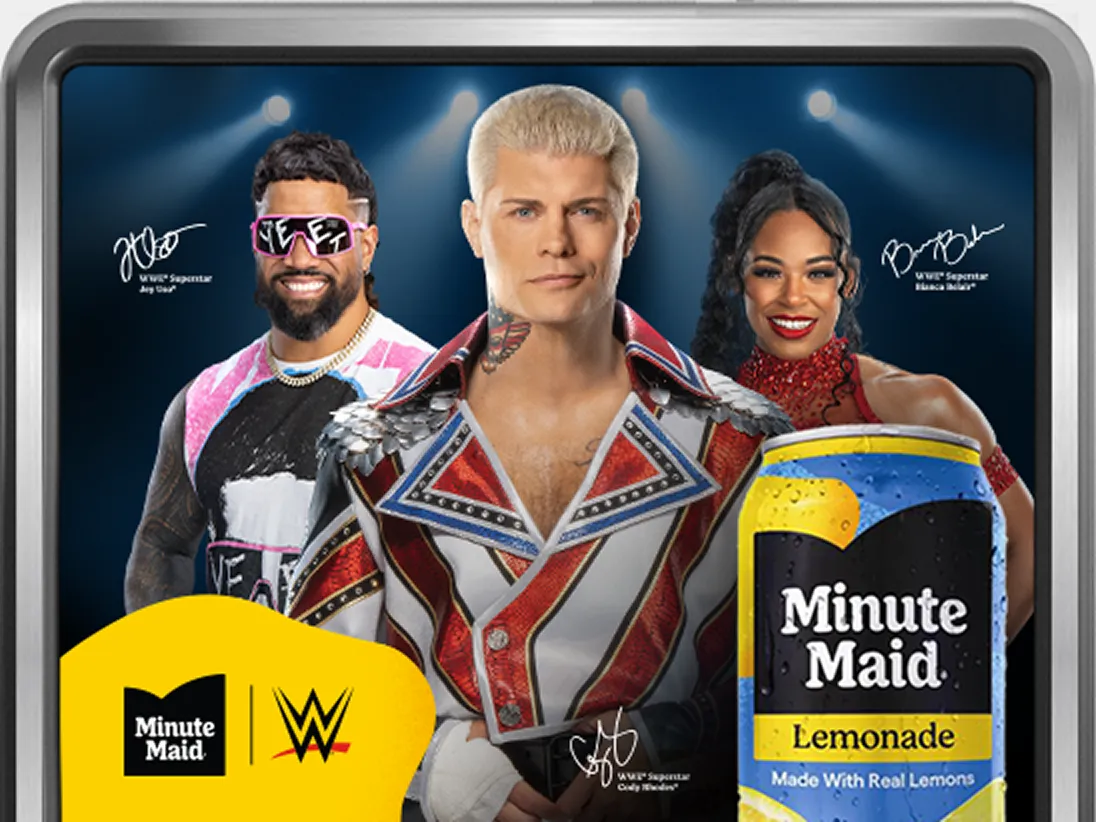 YEET
WWE® Superstar
Jey Uso®
WWE® Superstar
Bianca Belair®
Minute
Maid
Lemonade
Made With Real Lemons
Minute
Maid
W
WWE® Superstar
Cody Rhodes®